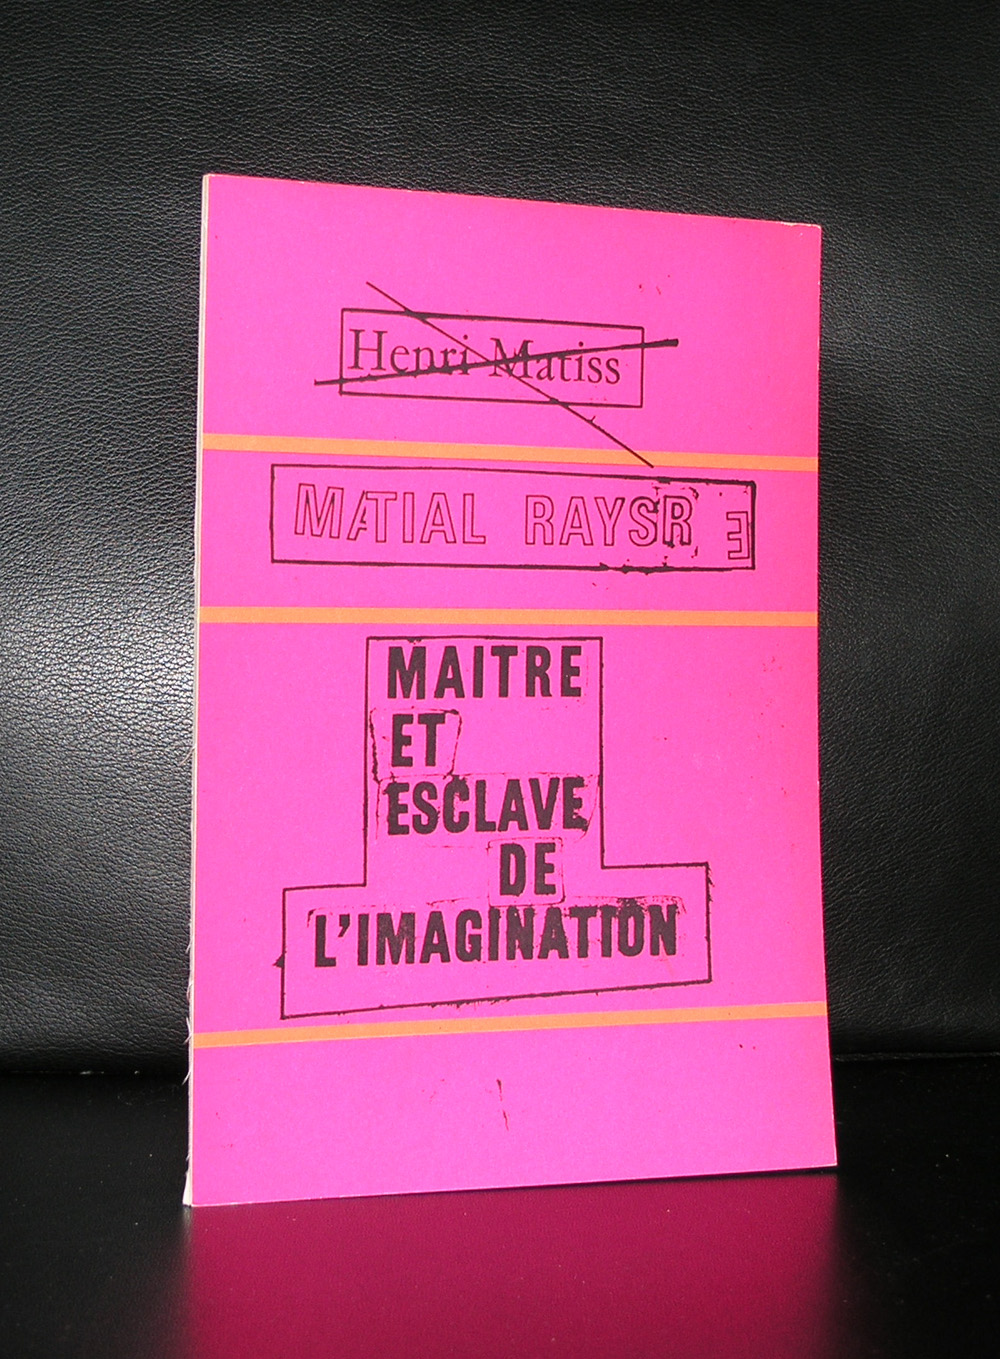 Henri Matiss
MATIAL RAYSR E
MAITRE
ET
ESCLAVE
DE
L'IMAGINATION